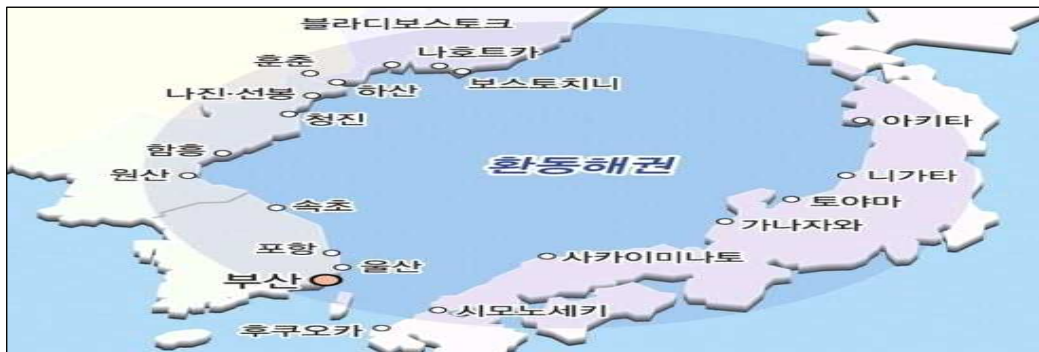 블라디보스토크
훈춘
나호트카
나진·선봉
하산
보스토치니
청진
아키타
함흥
환동해권
원산
니가타
속초
토야마
가나자와
포항
울산
사카이미나토
부산
시모노세키
후쿠오카